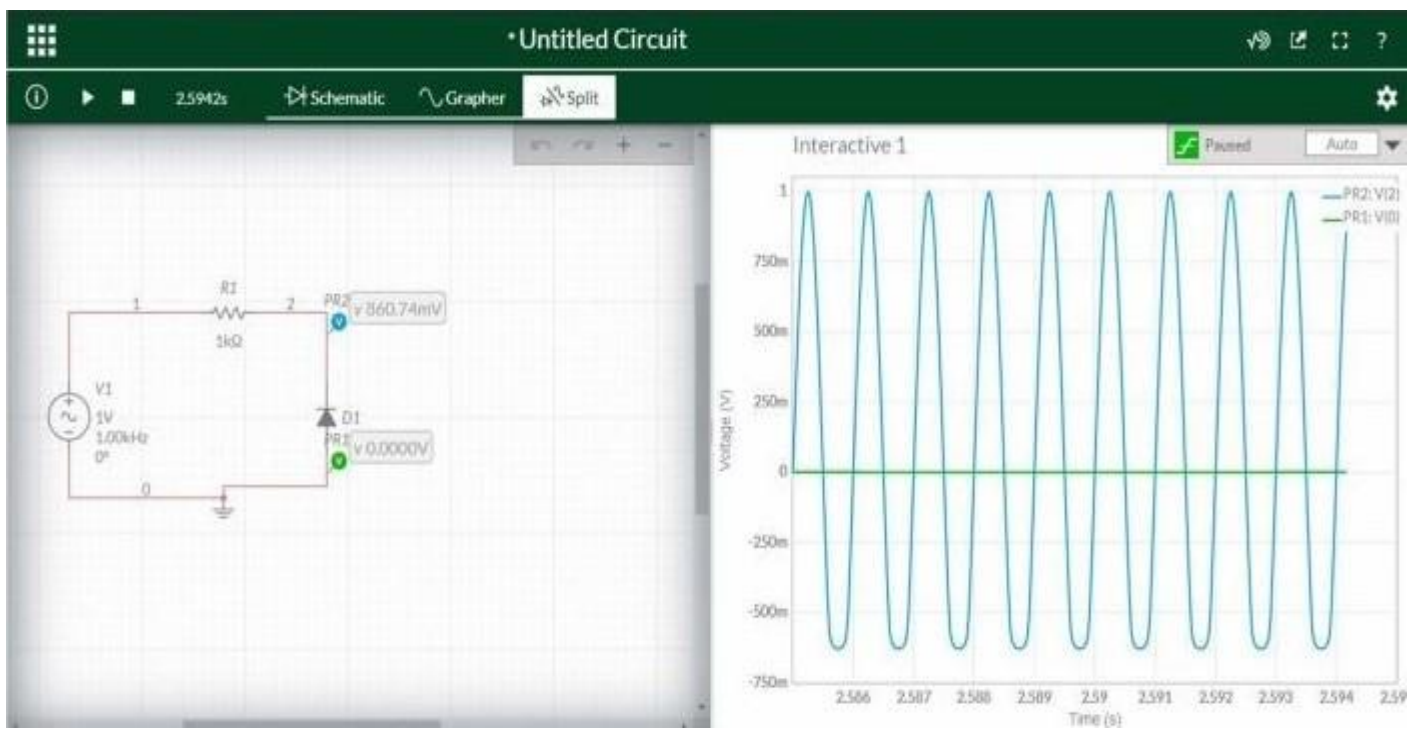 *Untitled Circuit
?
2.5942s
Schematic
Grapher
Split
Interactive 1
Paused
Auto
PR2: V(2)
PR1: V(0)
1
750m
500m
250m
0
-250m
-500m
-750m
Voltage (V)
2.586
2.587
2.588
2.589
2.59
2.591
2.592
2.593
2.594
2.59
Time (s)
R1
1
2
1kΩ
PR2
v 860.74mV
V
V1
1V
1.00kHz
0°
D1
PR1
v 0.0000V
V
0